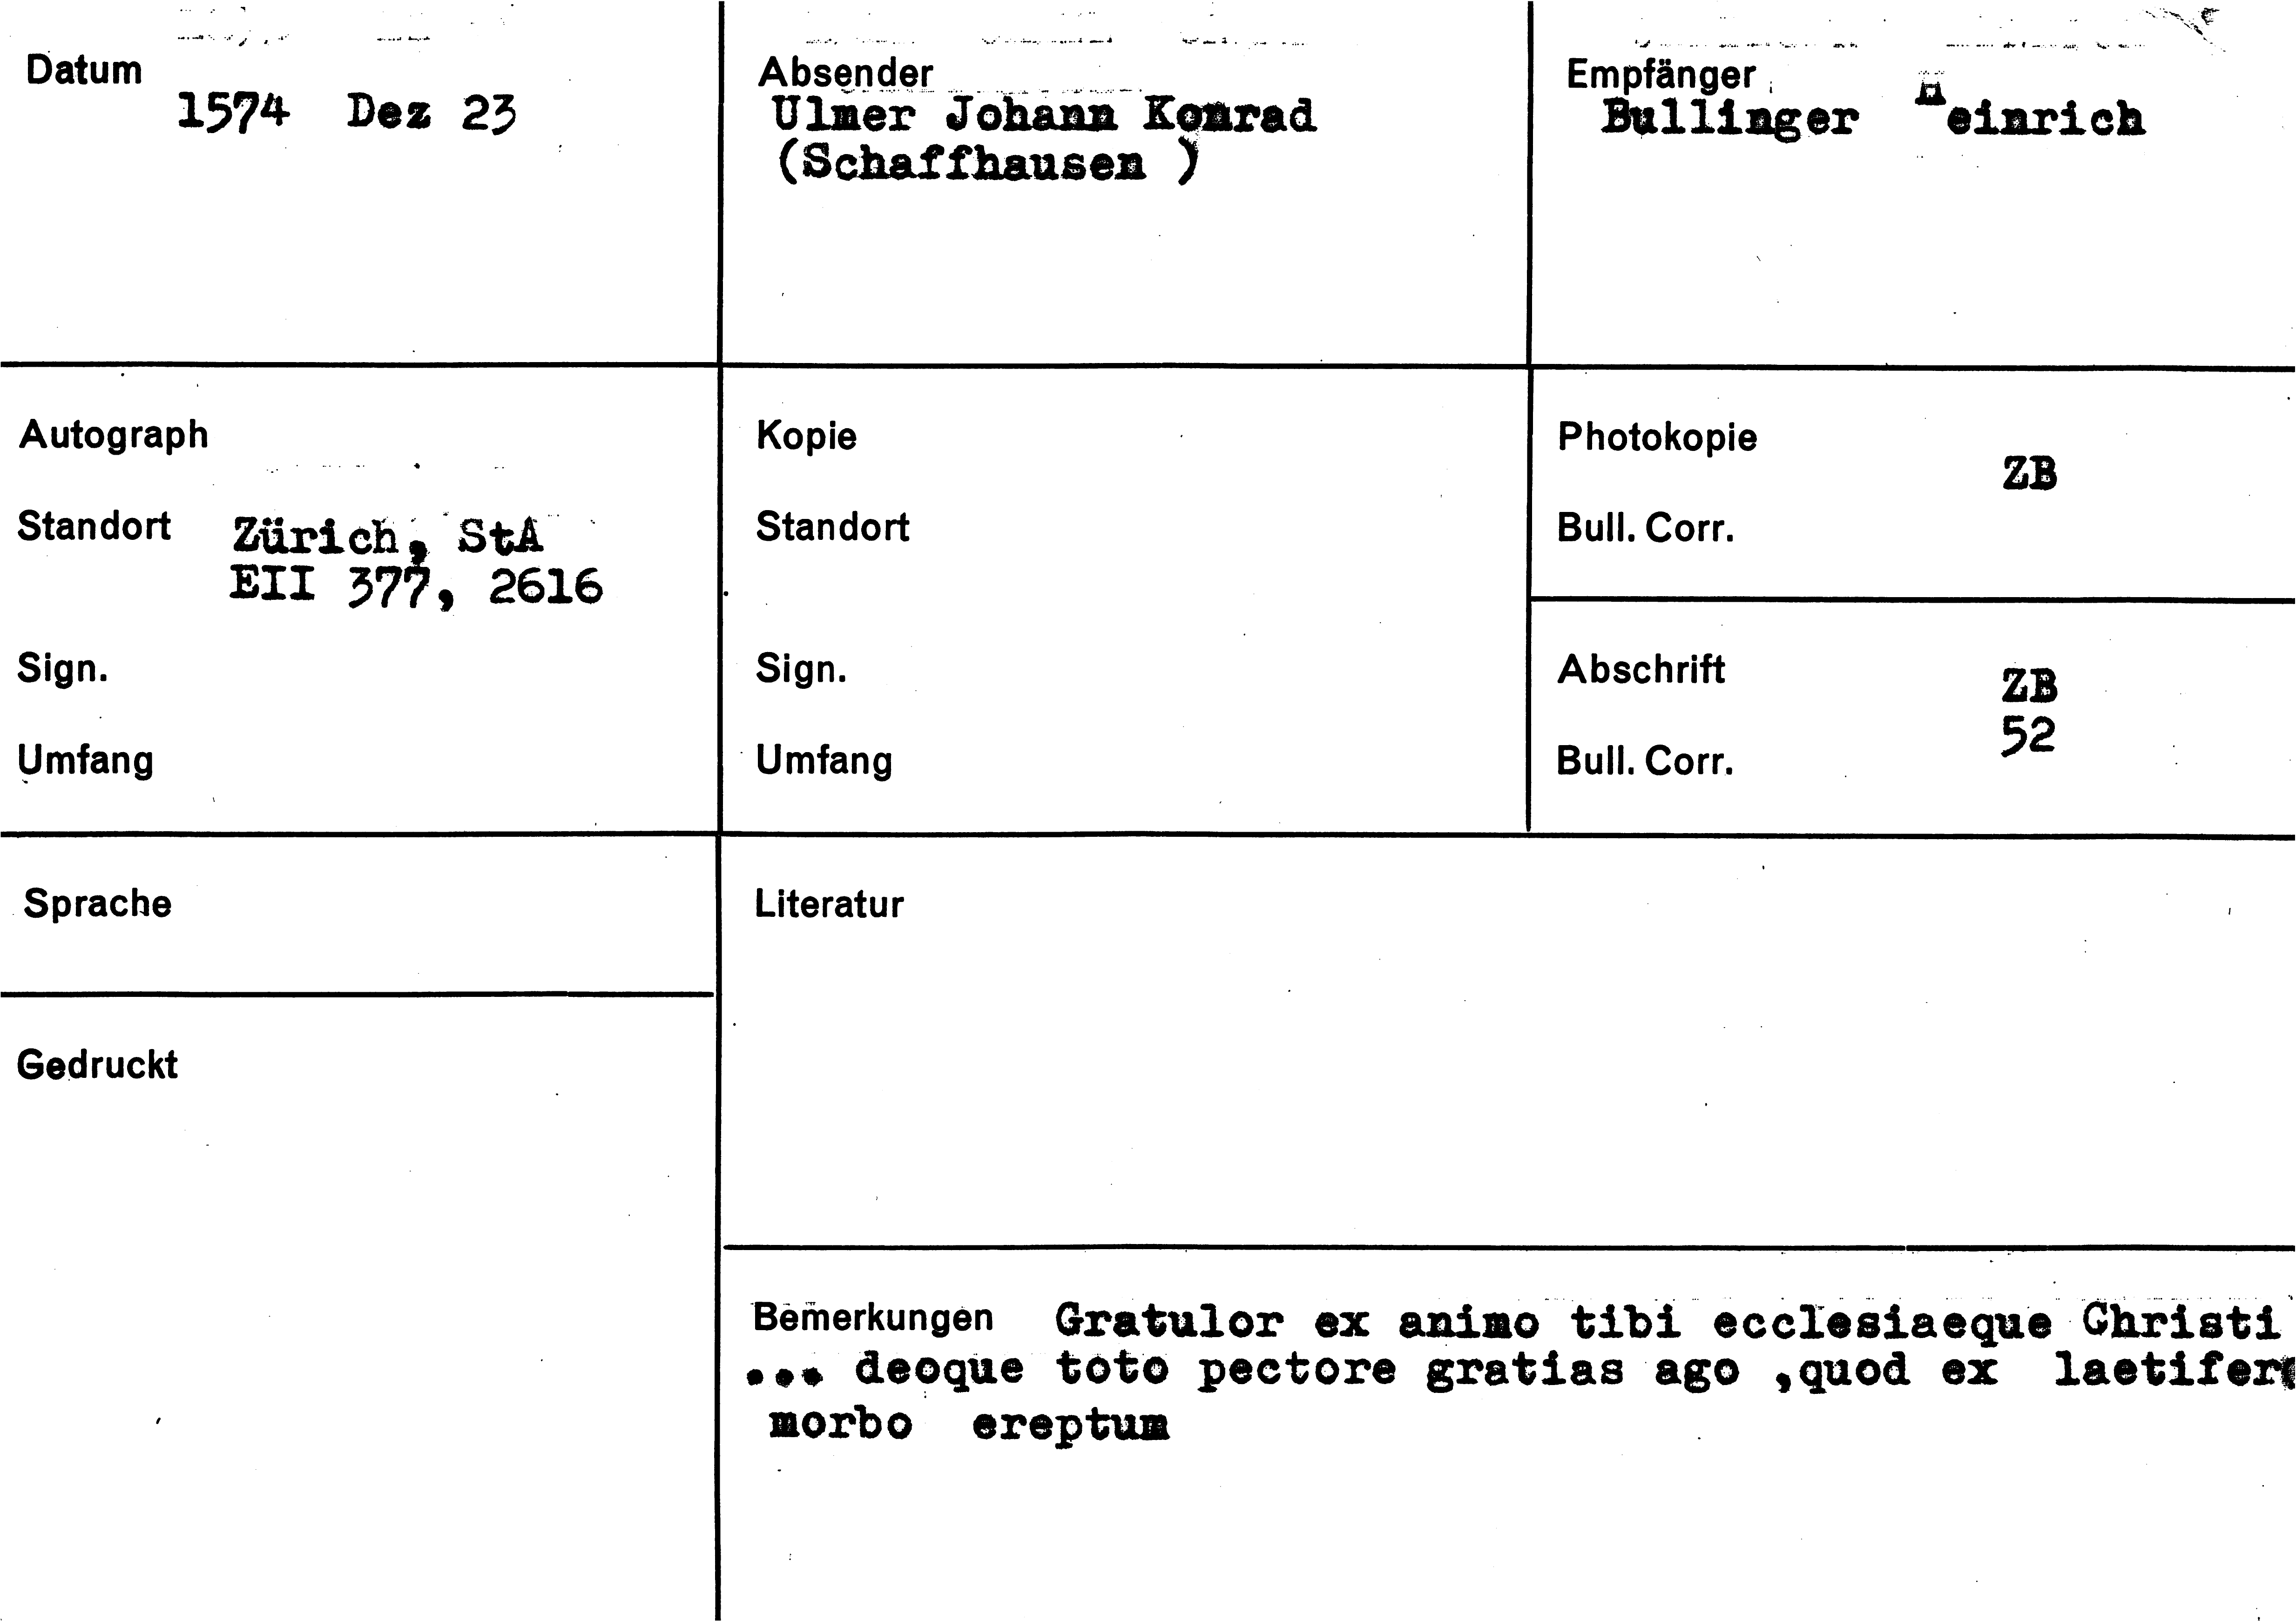 Datum
1574 Dez 23
Absender
Ulmer Johann Konrad
(Schaffhausen )
Empfänger
Bullinger Heinrich
Autograph
Standort Zürich, StA
EII 377, 2616
Sign.
Umfang
Kopie
Standort
Sign.
Umfang
Photokopie
ZB
Bull. Corr.
Abschrift
ZB
52
Bull. Corr.
Sprache
Gedruckt
Literatur
Bemerkungen Gratulor ex animo tibi ecclesiaeque Christi
... deoque toto pectore gratias ago ,quod ex laetifero
morbo ereptum